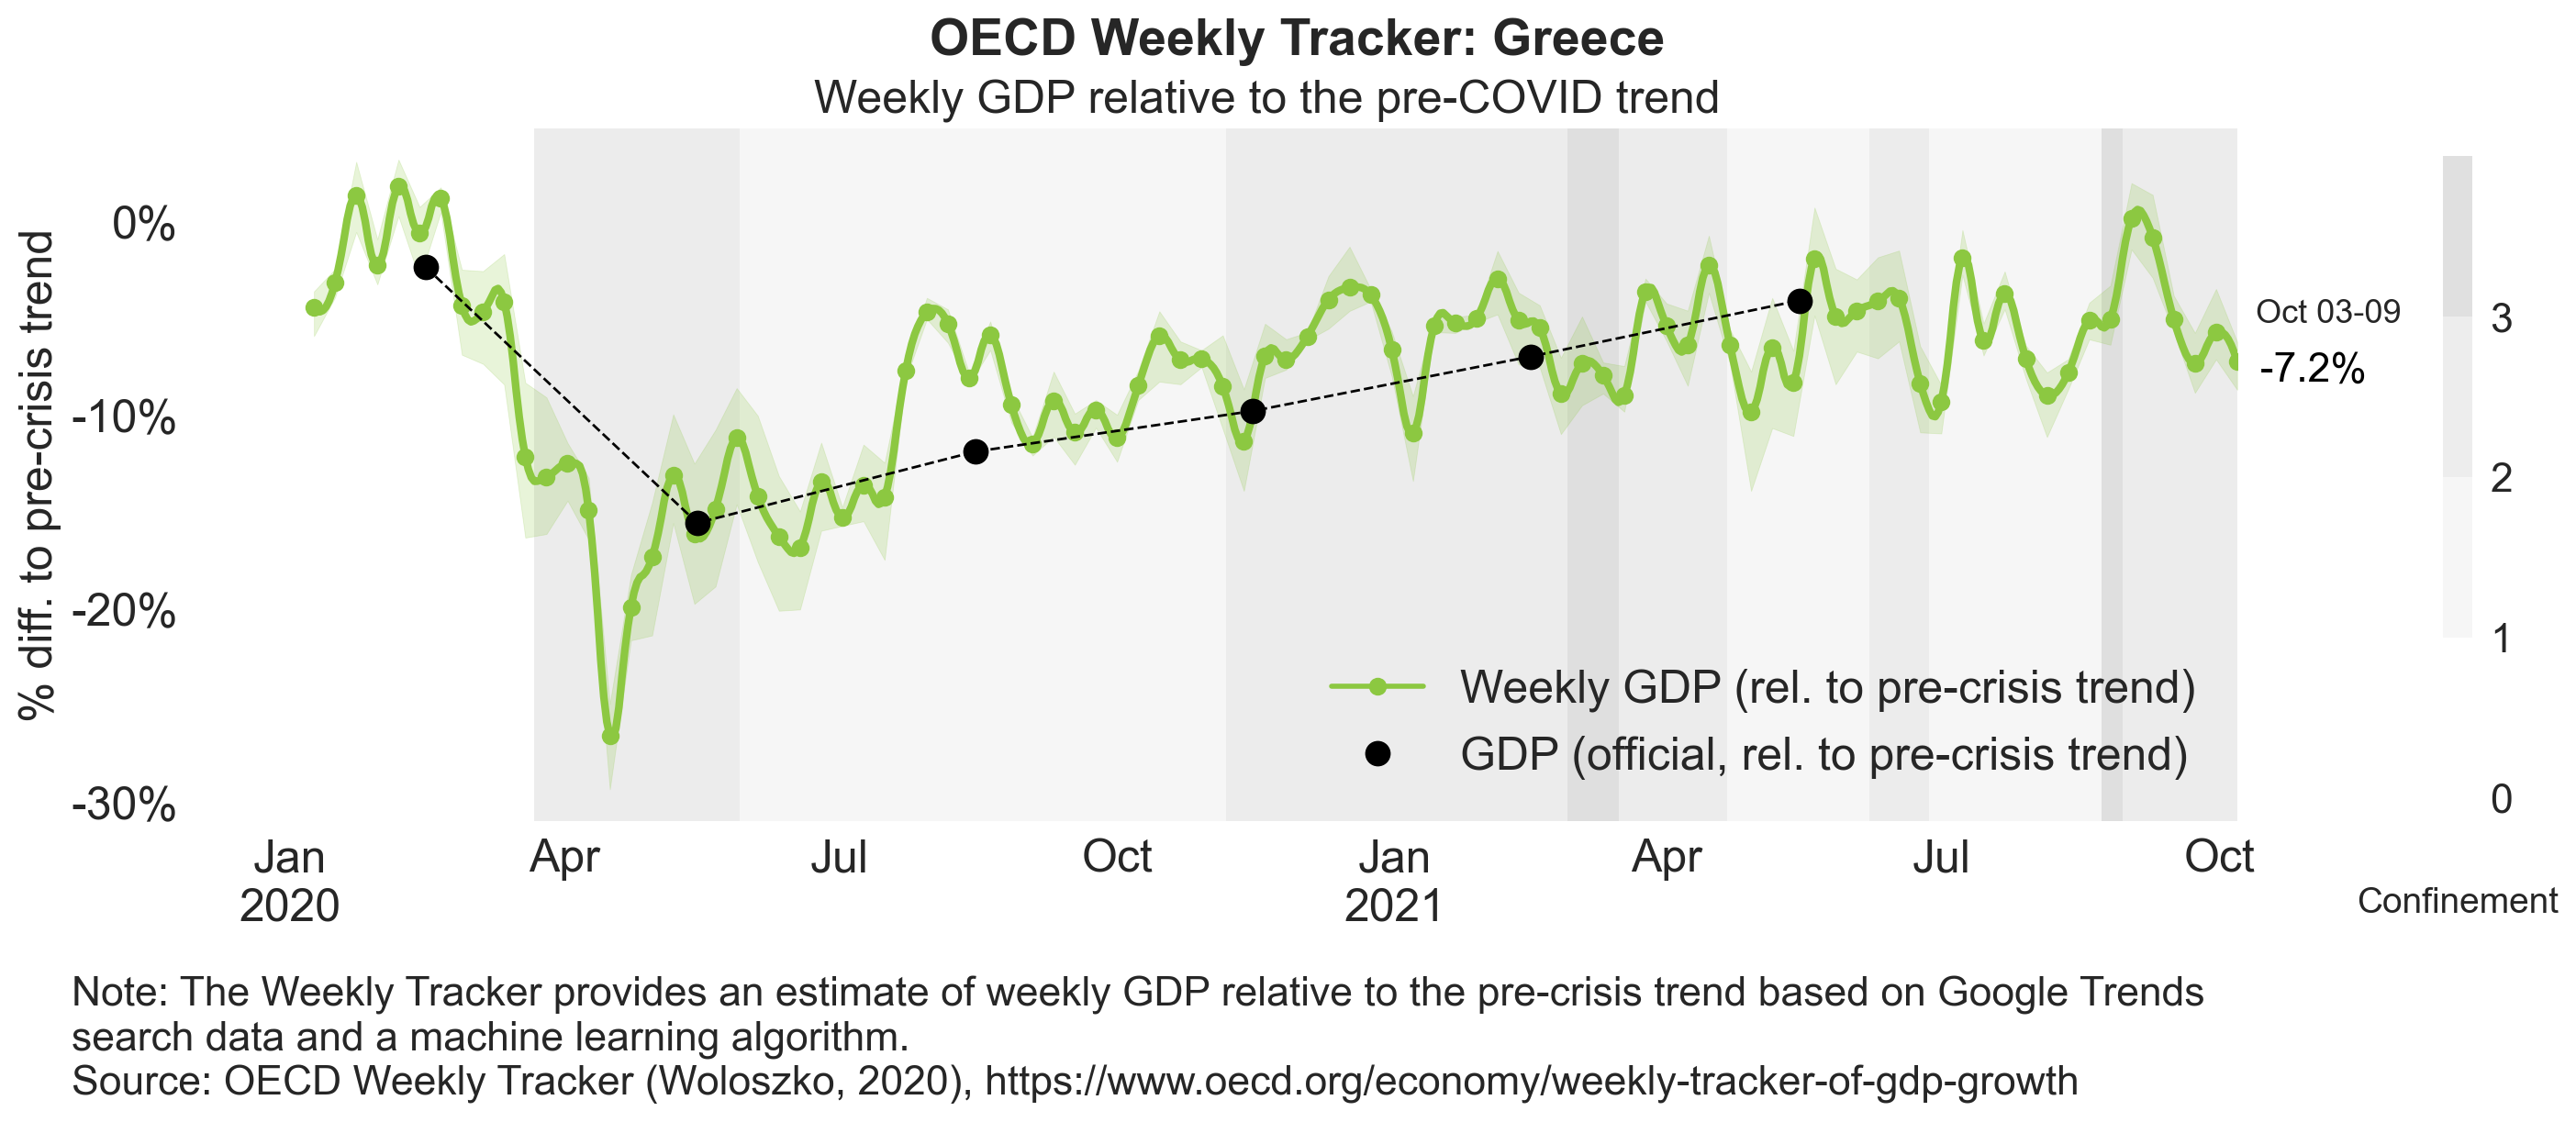 OECD Weekly Tracker: Greece
Weekly GDP relative to the pre-COVID trend
% diff. to pre-crisis trend
0%
-10%
-20%
-30%
Jan
2020
Apr
Jul
Oct
Jan
2021
Apr
Jul
Oct
Oct 03-09
-7.2%
Weekly GDP (rel. to pre-crisis trend)
GDP (official, rel. to pre-crisis trend)
3
2
1
0
Confinement
Note: The Weekly Tracker provides an estimate of weekly GDP relative to the pre-crisis trend based on Google Trends
search data and a machine learning algorithm.
Source: OECD Weekly Tracker (Woloszko, 2020), https://www.oecd.org/economy/weekly-tracker-of-gdp-growth